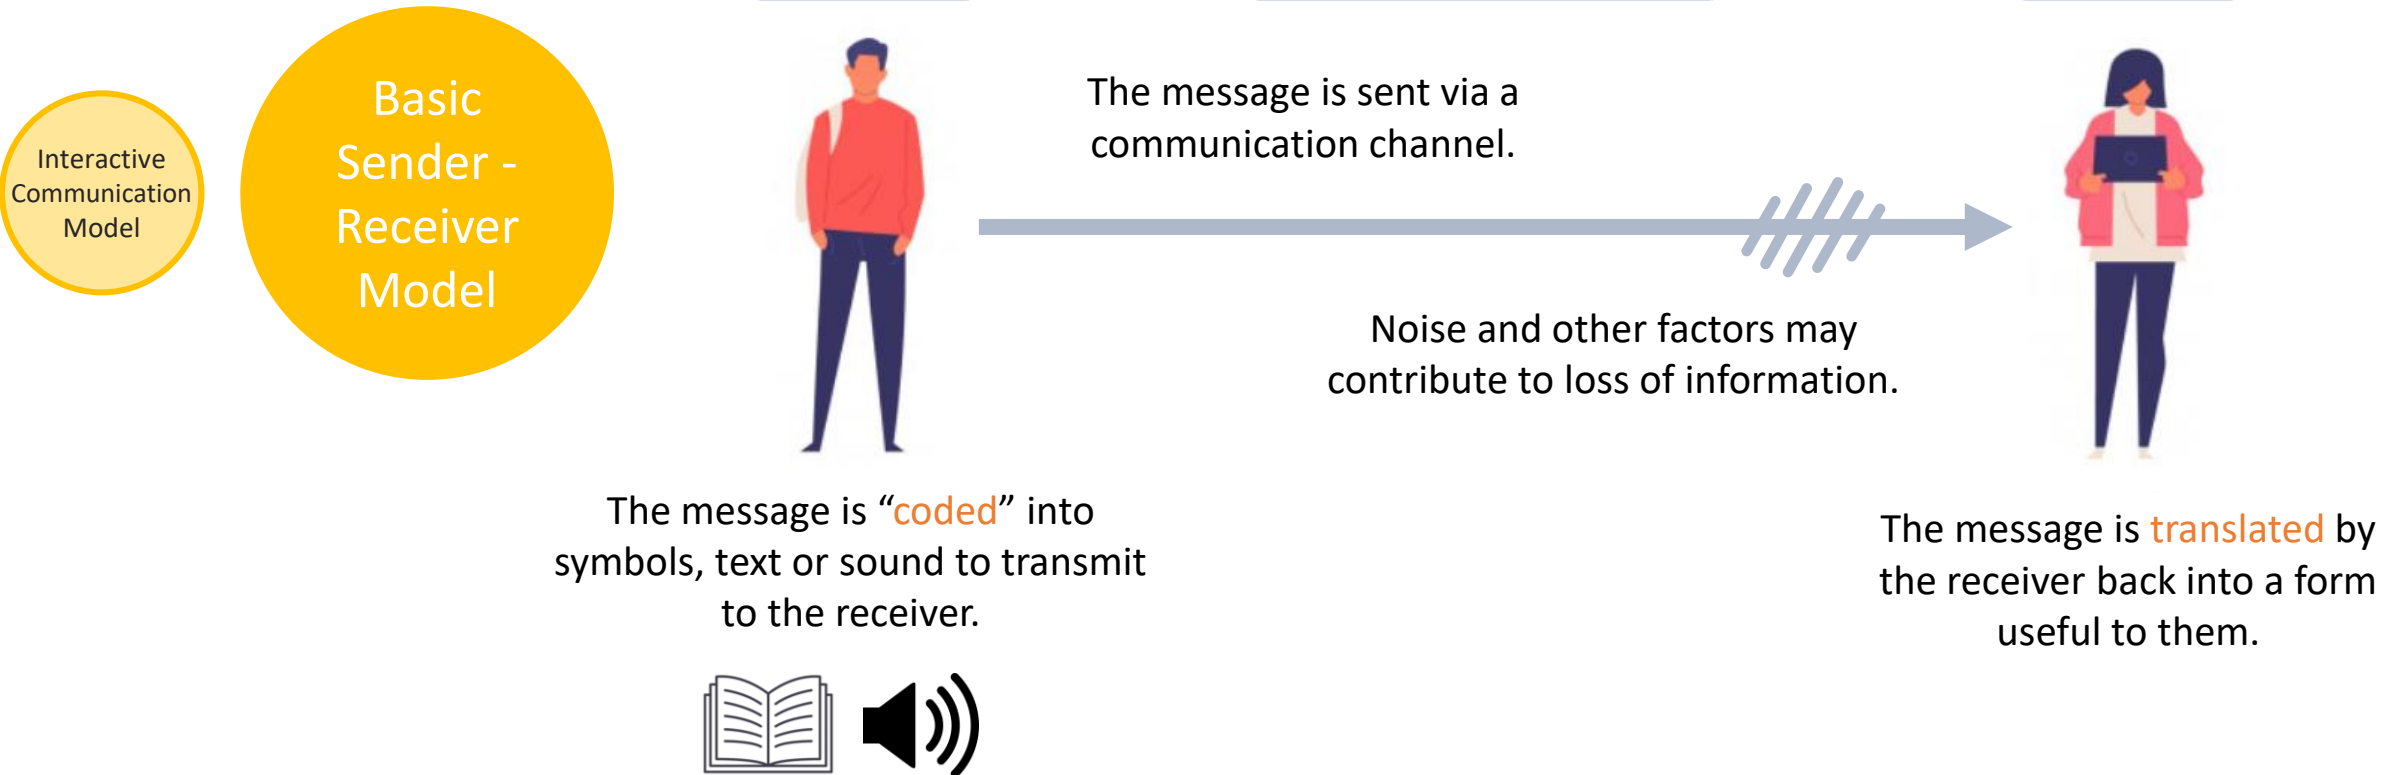 Interactive
Communication
Model
Basic
Sender -
Receiver
Model
The message is sent via a
communication channel.
Noise and other factors may
contribute to loss of information.
The message is “coded” into
symbols, text or sound to transmit
to the receiver.
The message is translated by
the receiver back into a form
useful to them.